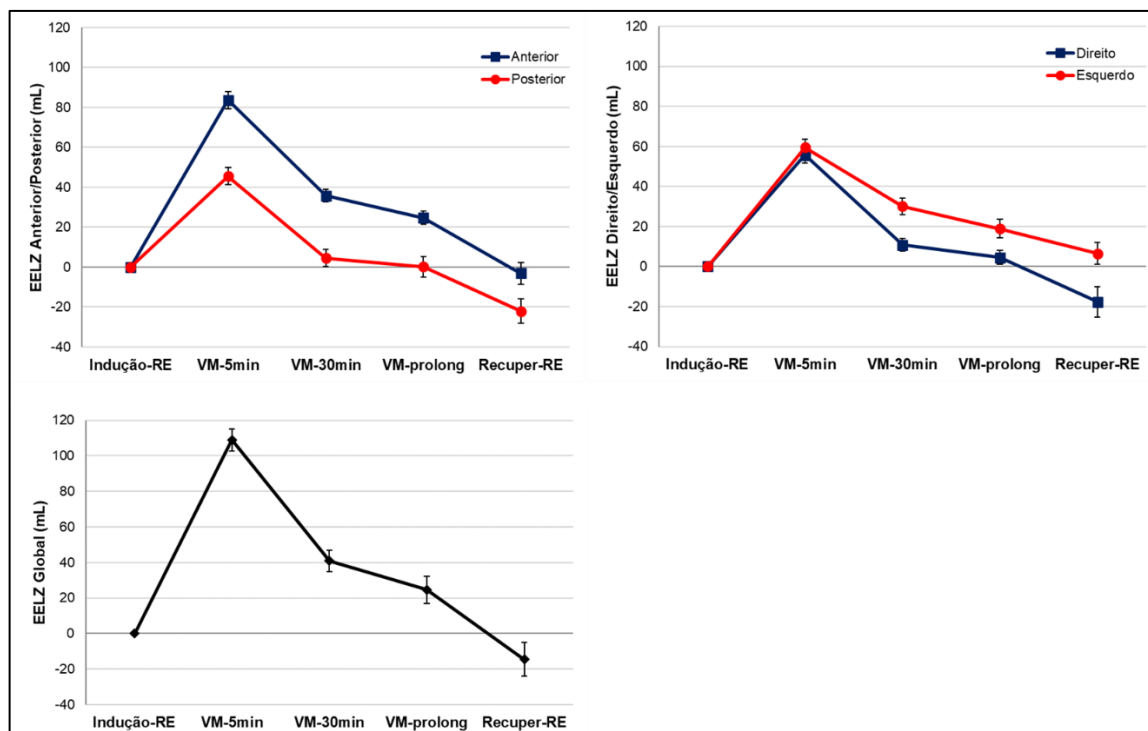 EELZ Anterior/Posterior (mL)
120
100
80
60
40
20
0
-20
-40
Anterior
Posterior
Indução-RE VM-5min VM-30min VM-prolong Recuper-RE
EELZ Direito/Esquerdo (mL)
120
100
80
60
40
20
0
-20
-40
Direito
Esquerdo
Indução-RE VM-5min VM-30min VM-prolong Recuper-RE
EELZ Global (mL)
120
100
80
60
40
20
0
-20
-40
Indução-RE VM-5min VM-30min VM-prolong Recuper-RE